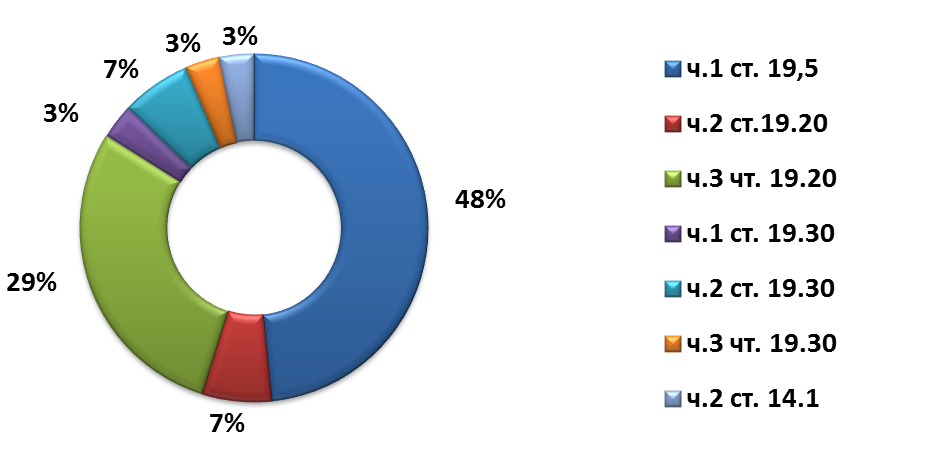 3%
3%
7%
3%
48%
29%
7%
ч.1 ст. 19,5
ч.2 ст.19.20
ч.3 чт. 19.20
ч.1 ст. 19.30
ч.2 ст. 19.30
ч.3 чт. 19.30
ч.2 ст. 14.1